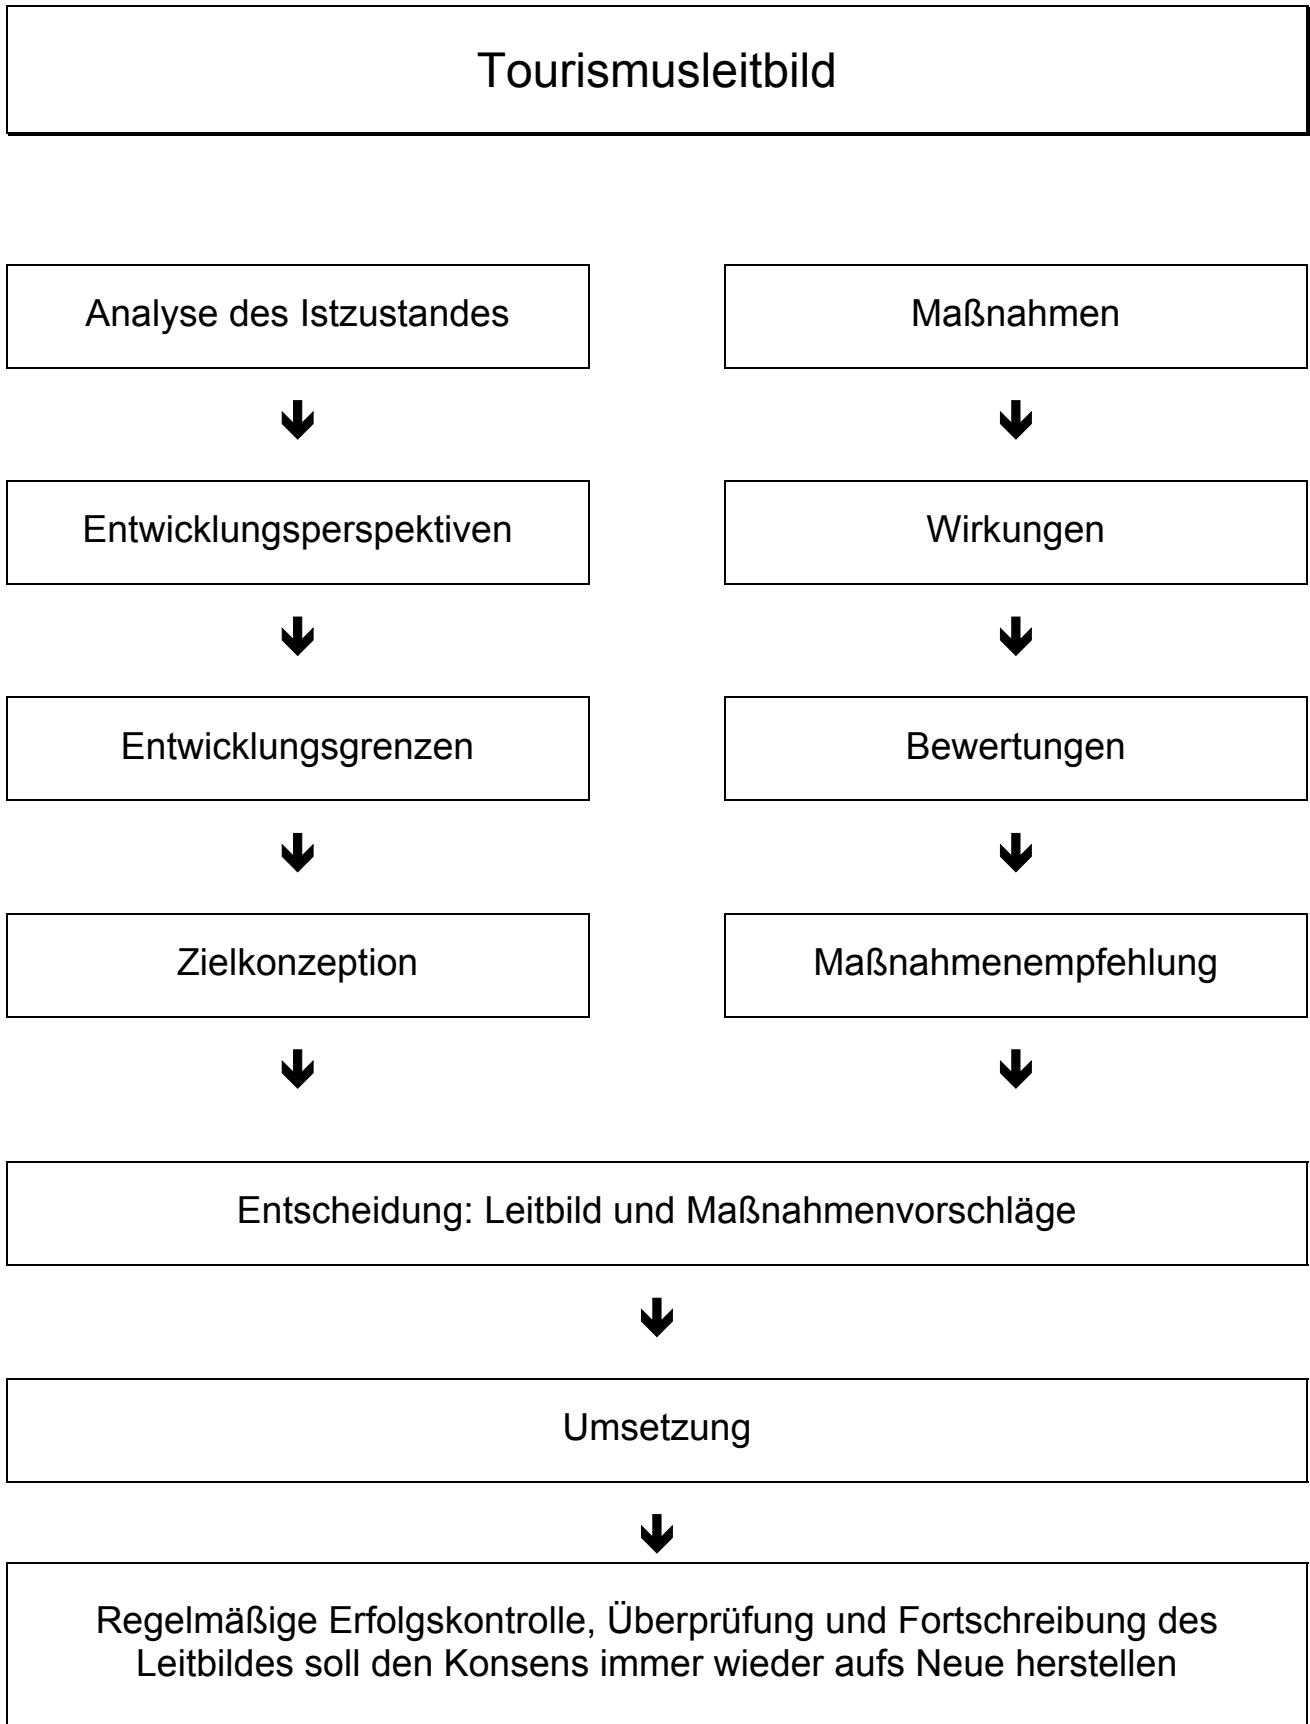 Tourismusleitbild
Analyse des Istzustandes
Maßnahmen
Entwicklungsperspektiven
Wirkungen
Entwicklungsgrenzen
Bewertungen
Zielkonzeption
Maßnahmenempfehlung
Entscheidung: Leitbild und Maßnahmenvorschläge
Umsetzung
Regelmäßige Erfolgskontrolle, Überprüfung und Fortschreibung des
Leitbildes soll den Konsens immer wieder aufs Neue herstellen